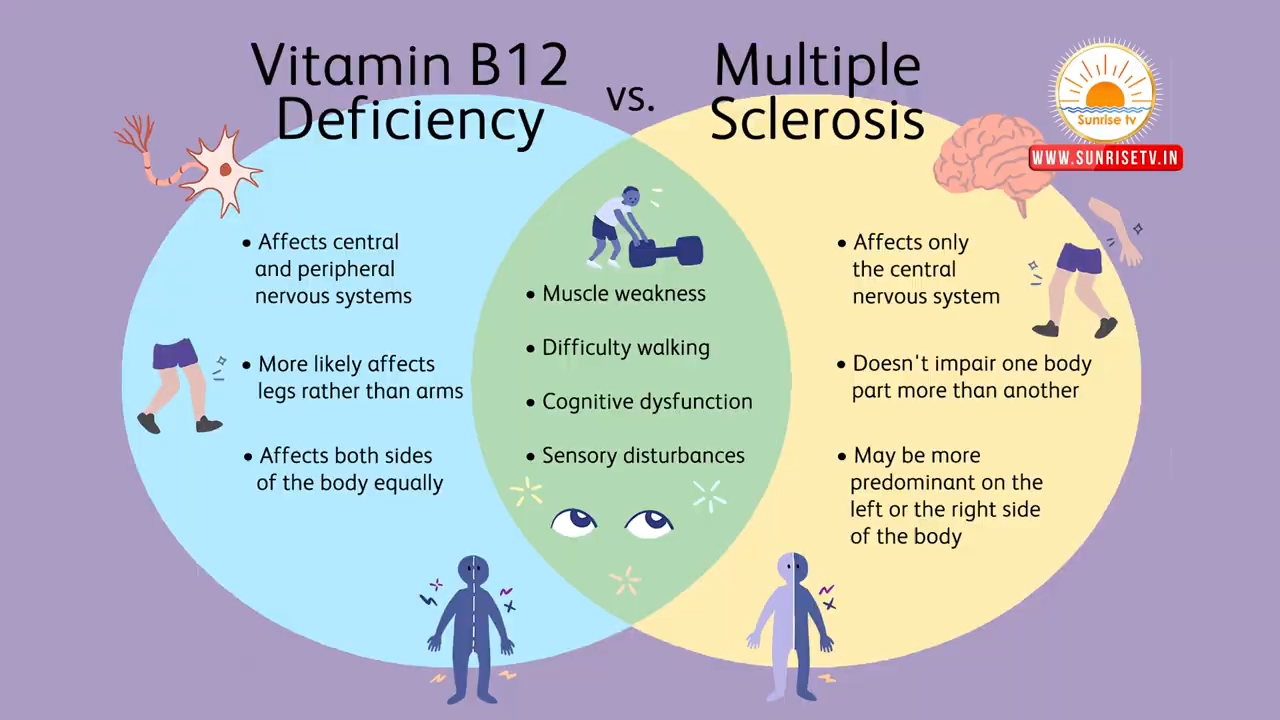 Vitamin B12
Deficiency
vs.
Multiple
Sclerosis
Sunrise tv
WWW.SUNRISETV.IN
• Affects central
and peripheral
nervous systems
• More likely affects
legs rather than arms
• Affects both sides
of the body equally
• Muscle weakness
• Difficulty walking
• Cognitive dysfunction
• Sensory disturbances
• Affects only
the central
nervous system
• Doesn't impair one body
part more than another
• May be more
predominant on the
left or the right side
of the body